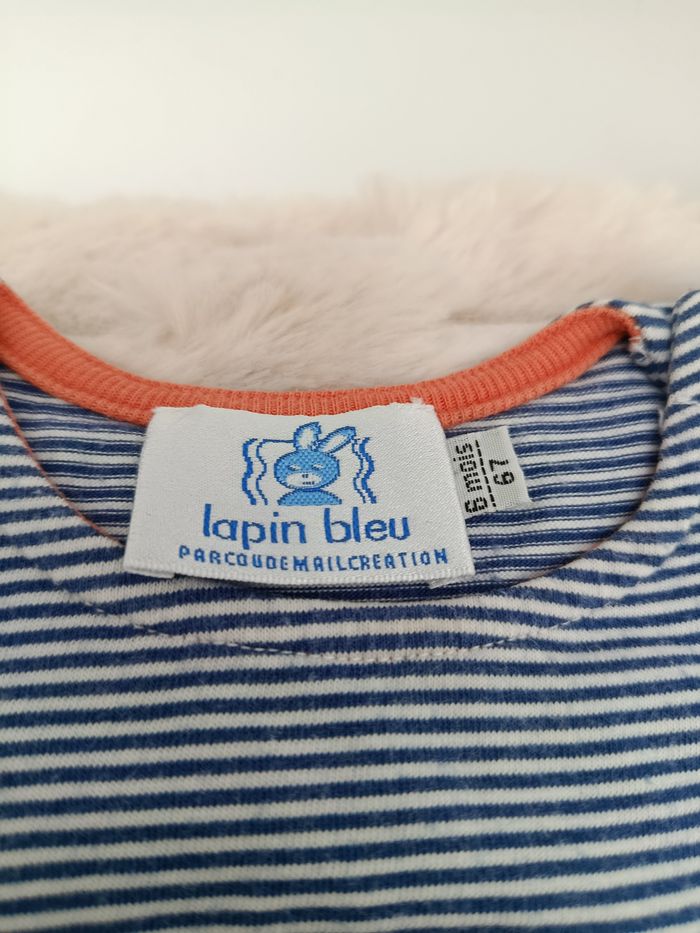 lapin bleu
PARCOUDEMAILCREATION
6 mois
67